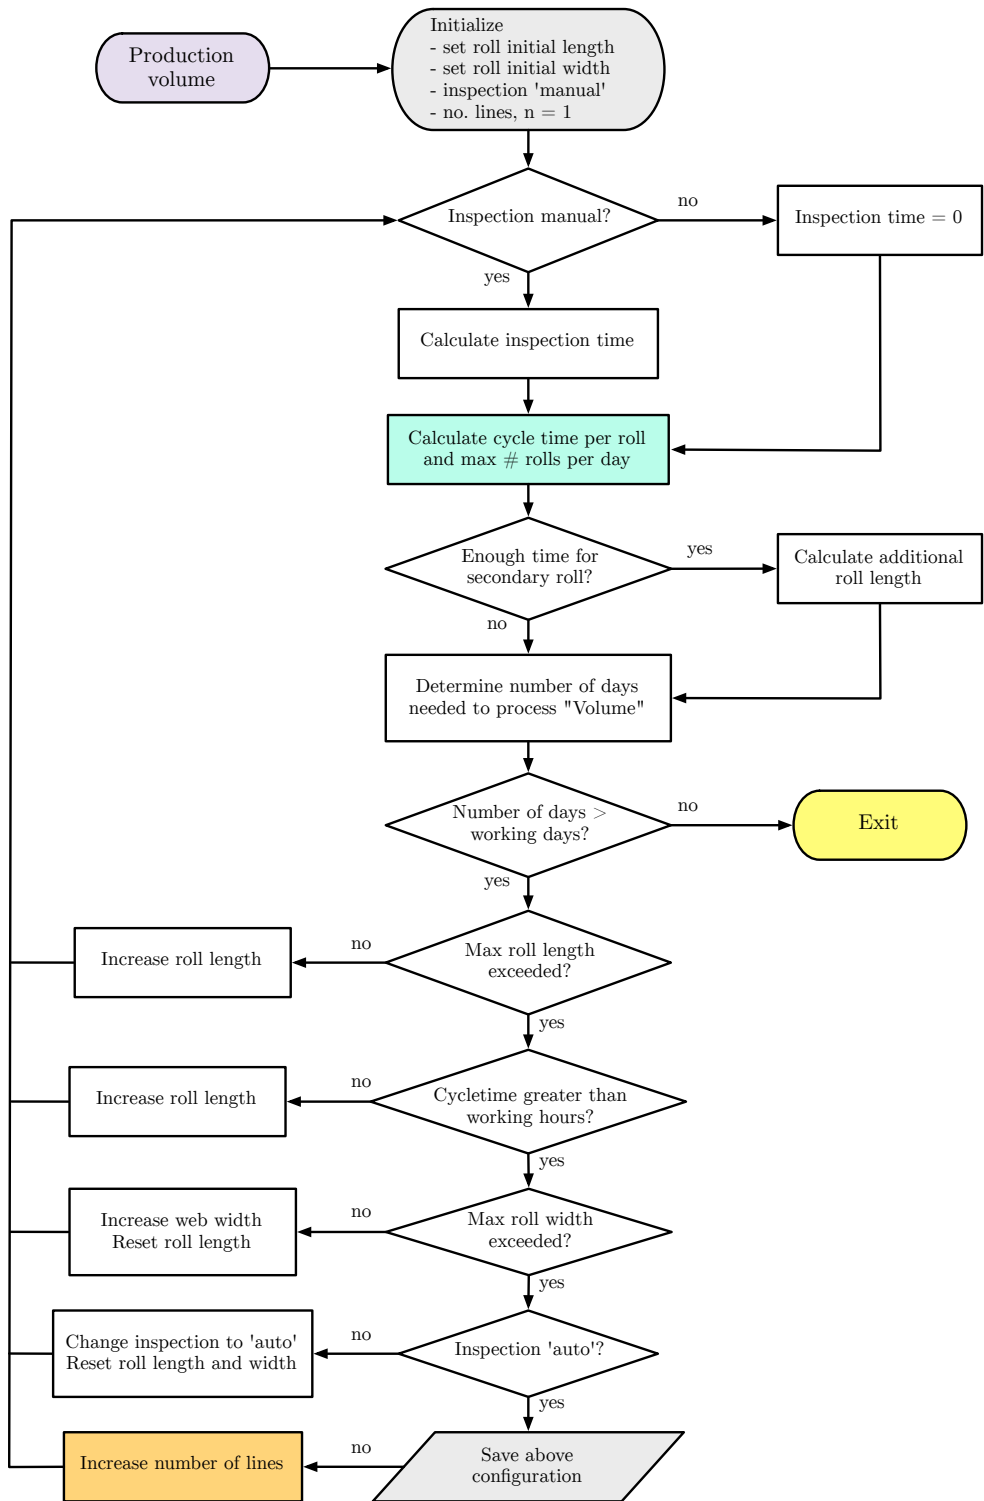 Production
volume
Initialize
- set roll initial length
- set roll initial width
- inspection 'manual'
- no. lines, n = 1
Inspection manual?
no
Inspection time = 0
yes
Calculate inspection time
Calculate cycle time per roll
and max # rolls per day
Enough time for
secondary roll?
yes
Calculate additional
roll length
no
Determine number of days
needed to process "Volume"
Number of days >
working days?
no
Exit
yes
Max roll length
exceeded?
no
Increase roll length
yes
Cycletime greater than
working hours?
no
Increase roll length
yes
Max roll width
exceeded?
no
Increase web width
Reset roll length
yes
Inspection 'auto'?
no
Change inspection to 'auto'
Reset roll length and width
yes
Save above
configuration
no
Increase number of lines